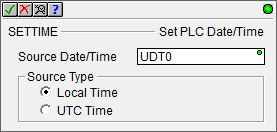 SETTIME Set PLC Date/Time
Source Date/Time UDT0
Source Type
Local Time
UTC Time